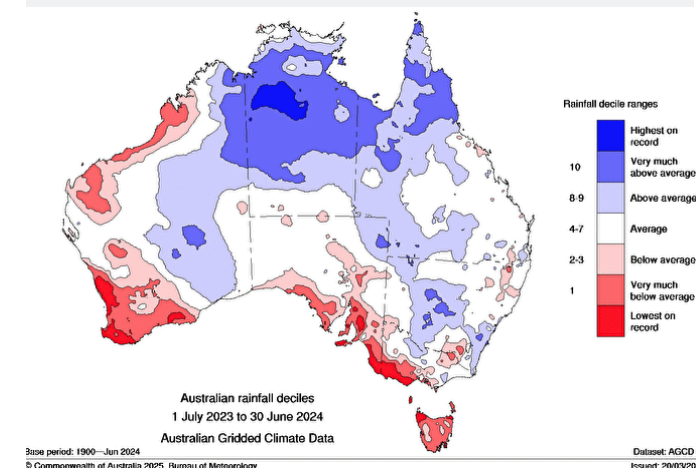 Rainfall decile ranges
Highest on
record
10
Very much
above average
8-9
Above average
4-7
Average
2-3
Below average
1
Very much
below average
Lowest on
record
Australian rainfall deciles
1 July 2023 to 30 June 2024
Australian Gridded Climate Data
Base period: 1900—Jun 2024
Dataset: AGCD
© Commonwealth of Australia 2025, Bureau of Meteorology
Issued: